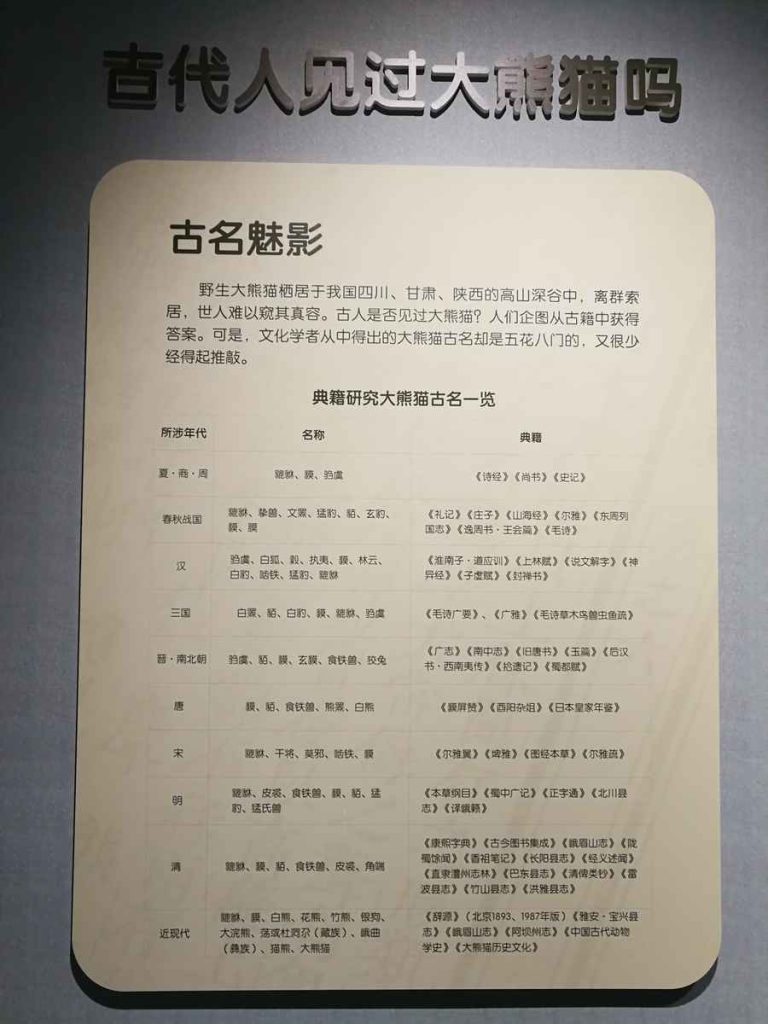 古代人见过大熊猫吗
古名魅影
野生大熊猫栖居于我国四川、甘肃、陕西的高山深谷中，离群索
居，世人难以窥其真容。古人是否见过大熊猫？人们企图从古籍中获得
答案。可是，文化学者从中得出的大熊猫古名却是五花八门的，又很少
经得起推敲。
典籍研究大熊猫古名一览
所涉年代 名称 典籍
夏·商·周 貔貅、貘、驺虞 《诗经》《尚书》《史记》
春秋战国
貔貅、挚兽、文罴、猛豹、貊、玄豹、
貘、膜
《礼记》《庄子》《山海经》《尔雅》《东周列
国志》《逸周书·王会篇》《毛诗》
汉
驺虞、白狐、榖、执夷、貘、林云、
白豹、啮铁、猛豹、貔貅
《淮南子·道应训》《上林赋》《说文解字》《神
异经》《子虚赋》《封禅书》
三国 白罴、貊、白豹、貘、貔貅、驺虞 《毛诗广要》、《广雅》《毛诗草木鸟兽虫鱼疏》
晋·南北朝 驺虞、貊、貘、玄貘、食铁兽、狡兔
《广志》《南中志》《旧唐书》《玉篇》《后汉
书·西南夷传》《拾遗记》《蜀都赋》
唐 貘、貊、食铁兽、熊罴、白熊 《貘屏赞》《酉阳杂俎》《日本皇家年鉴》
宋 貔貅、干将、莫邪、啮铁、貘 《尔雅翼》《埤雅》《图经本草》《尔雅疏》
明
貔貅、皮裘、食铁兽、貘、貊、猛
豹、猛氏兽
《本草纲目》《蜀中广记》《正字通》《北川县
志》《译峨籁》
清 貔貅、貘、貊、食铁兽、皮裘、角端
《康熙字典》《古今图书集成》《峨眉山志》《陇
蜀馀闻》《香祖笔记》《长阳县志》《经义述闻》
《直隶澧州志林》《巴东县志》《清稗类钞》《雷
波县志》《竹山县志》《洪雅县志》
近现代
貔貅、貘、白熊、花熊、竹熊、银狗、
大浣熊、荡或杜洞尕（藏族）、峨曲
（彝族）、猫熊、大熊猫
《辞源》（北京1893、1987年版）《雅安·宝兴县
志》《峨眉山志》《阿坝州志》《中国古代动物
学史》《大熊猫历史文化》